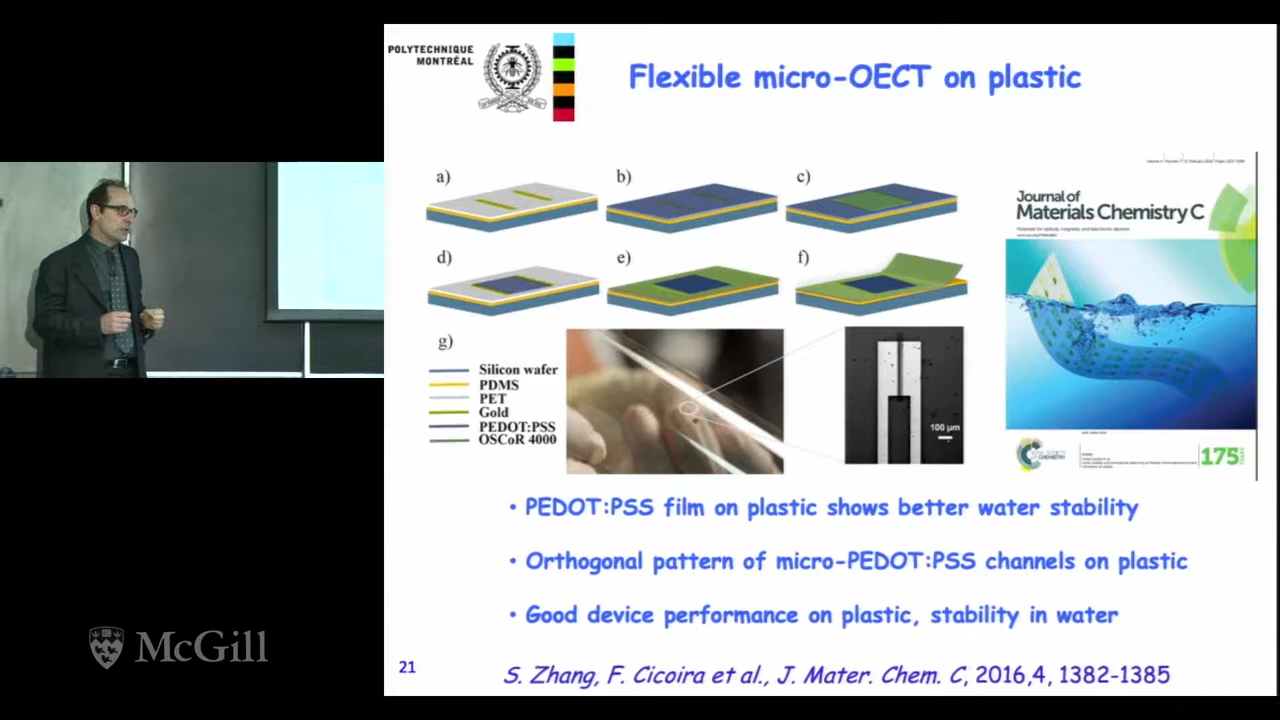 POLYTECHNIQUE
MONTRÉAL
Flexible micro-OECT on plastic
a)
b)
c)
d)
e)
f)
g)
Silicon wafer
PDMS
PET
Gold
PEDOT:PSS
OSCoR 4000
100 µm
Journal of
Materials Chemistry C
175
• PEDOT:PSS film on plastic shows better water stability
• Orthogonal pattern of micro-PEDOT:PSS channels on plastic
• Good device performance on plastic, stability in water
21
S. Zhang, F. Cicoira et al., J. Mater. Chem. C, 2016,4, 1382-1385
McGill